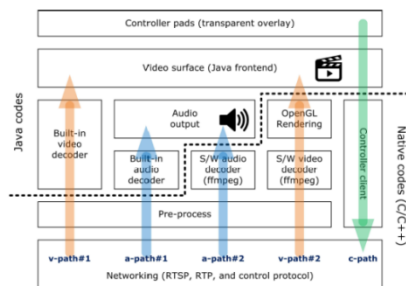 Controller pads (transparent overlay)
Video surface (Java frontend)
Java codes
Built-in
video
decoder
Audio
output
OpenGL
Rendering
Built-in
audio
decoder
S/W audio
decoder
(ffmpeg)
S/W video
decoder
(ffmpeg)
Controller client
Native codes (C/C++)
Pre-process
v-path#1
a-path#1
a-path#2
v-path#2
c-path
Networking (RTSP, RTP, and control protocol)